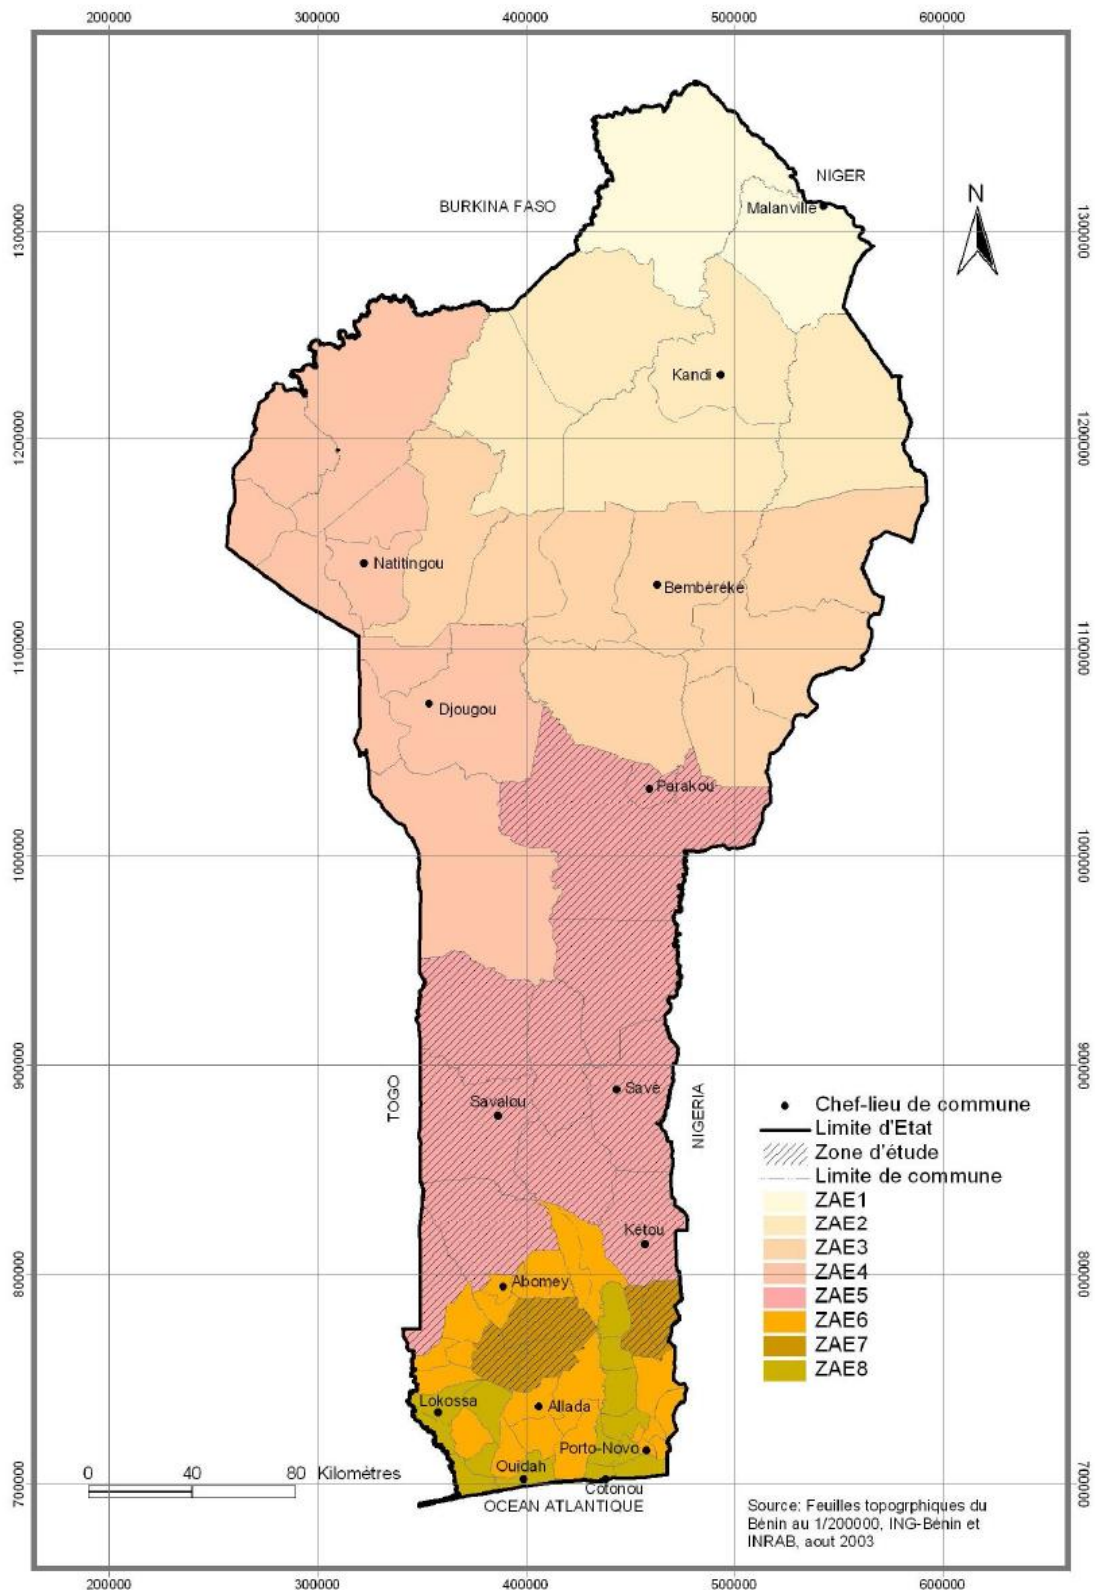 200000 300000 400000 500000 600000
NIGER
BURKINA FASO
Malanville
N
1300000 1300000
Kandi
1200000 1200000
Natitingou
Bembéréké
1100000 1100000
Djougou
Parakou
1000000 1000000
900000 900000
TOGO
Savalou
Savè
NIGERIA
Kétou
800000 800000
Abomey
Lokossa
Allada
Porto-Novo
Ouidah
Cotonou
700000 700000
OCEAN ATLANTIQUE
Chef-lieu de commune
Limite d'Etat
Zone d'étude
Limite de commune
ZAE1
ZAE2
ZAE3
ZAE4
ZAE5
ZAE6
ZAE7
ZAE8
0 40 80 Kilométres
Source: Feuilles topogrphiques du
Bénin au 1/200000, ING-Bénin et
INRAB, aout 2003
200000 300000 400000 500000 600000